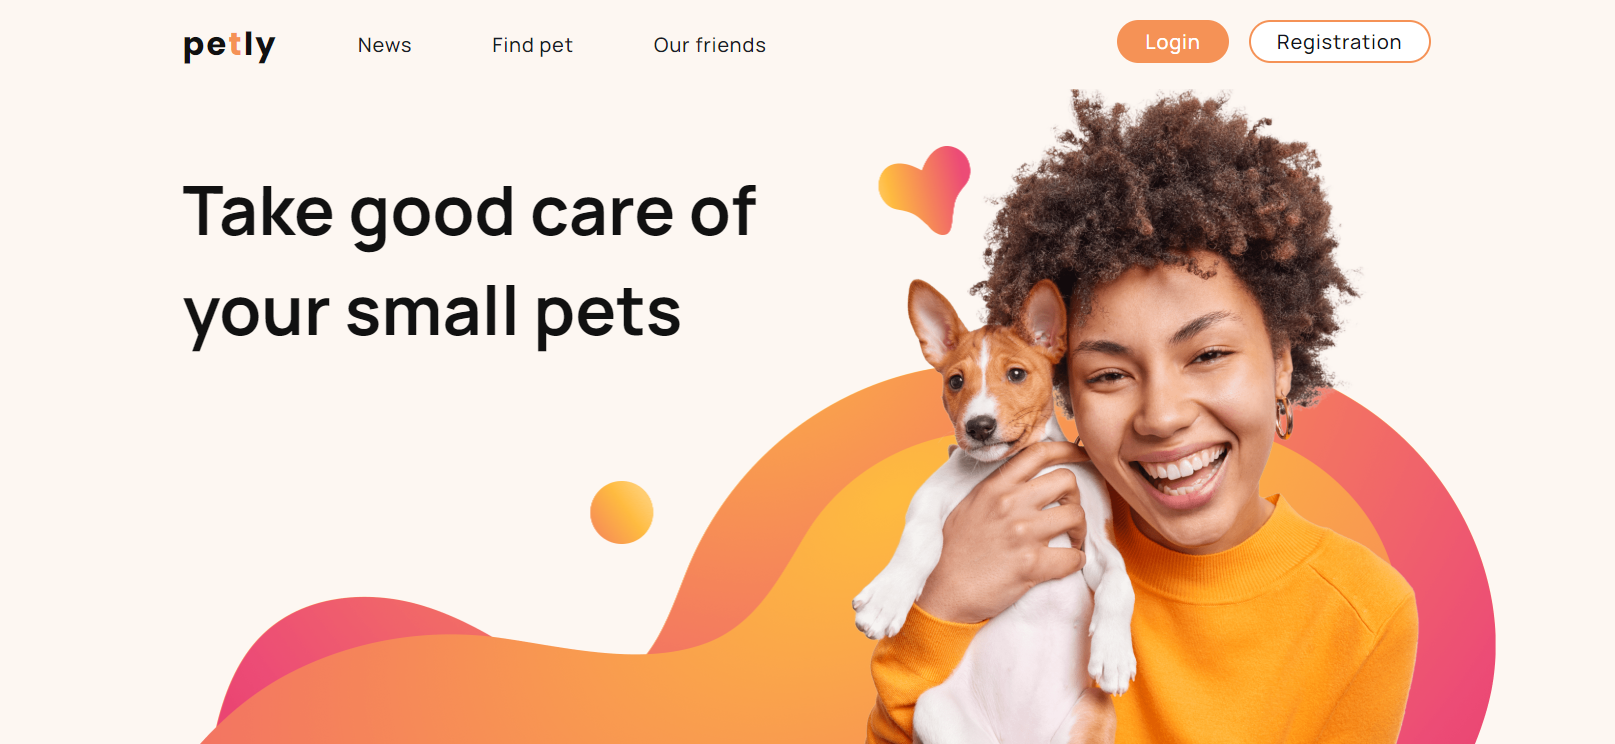 petly
News
Find pet
Our friends
Login
Registration
Take good care of
your small pets